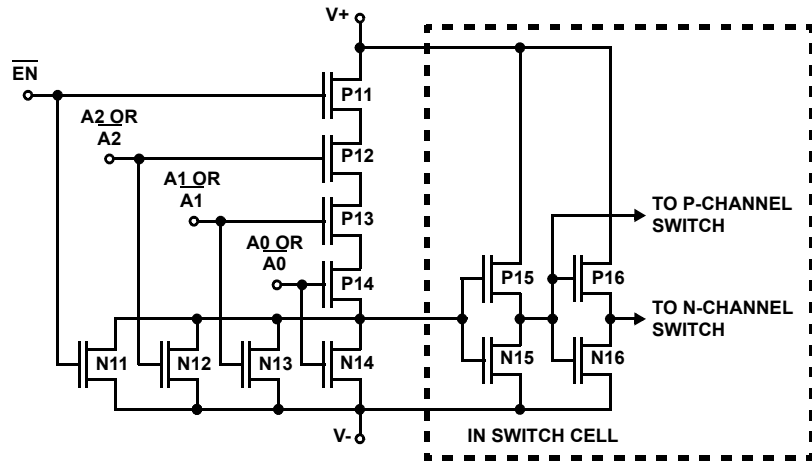 V+
EN
P11
A2 OR
A2
P12
A1 OR
A1
P13
A0 OR
A0
P14
TO P-CHANNEL
SWITCH
P15
P16
TO N-CHANNEL
SWITCH
N11
N12
N13
N14
N15
N16
V-
IN SWITCH CELL